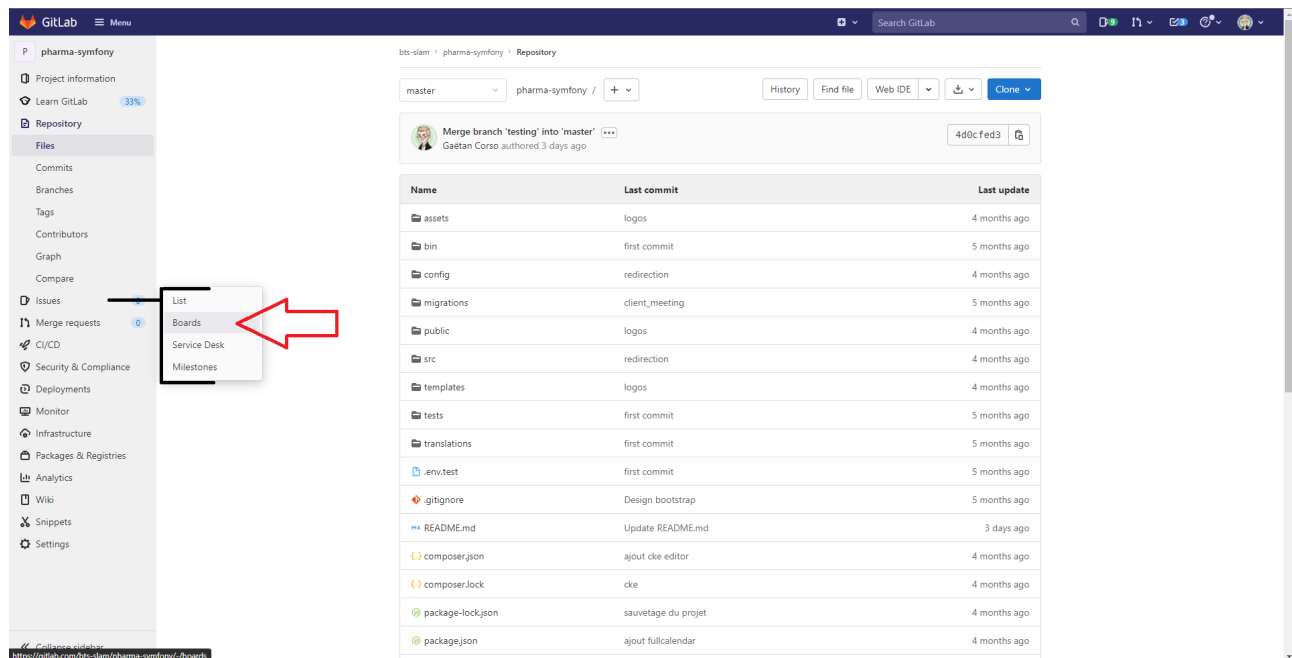 GitLab Menu Search GitLab 9 3
P pharma-symfony
Project information
Learn GitLab 33%
Repository
Files
Commits
Branches
Tags
Contributors
Graph
Compare
Issues
Merge requests 0
CI/CD
Security & Compliance
Deployments
Monitor
Infrastructure
Packages & Registries
Analytics
Wiki
Snippets
Settings
Collapse sidebar
https://gitlab.com/bts-slam/pharma-symfony/-/boards
List
Boards
Service Desk
Milestones
bts-slam › pharma-symfony › Repository
master pharma-symfony / + History Find file Web IDE Clone
Merge branch 'testing' into 'master'
Gaëtan Corso authored 3 days ago
4d0cfed3
Name Last commit Last update
assets logos 4 months ago
bin first commit 5 months ago
config redirection 4 months ago
migrations client_meeting 5 months ago
public logos 4 months ago
src redirection 4 months ago
templates logos 4 months ago
tests first commit 5 months ago
translations first commit 5 months ago
.env.test first commit 5 months ago
.gitignore Design bootstrap 5 months ago
README.md Update README.md 3 days ago
composer.json ajout cke editor 4 months ago
composer.lock cke 4 months ago
package-lock.json sauvetage du projet 4 months ago
package.json ajout fullcalendar 4 months ago